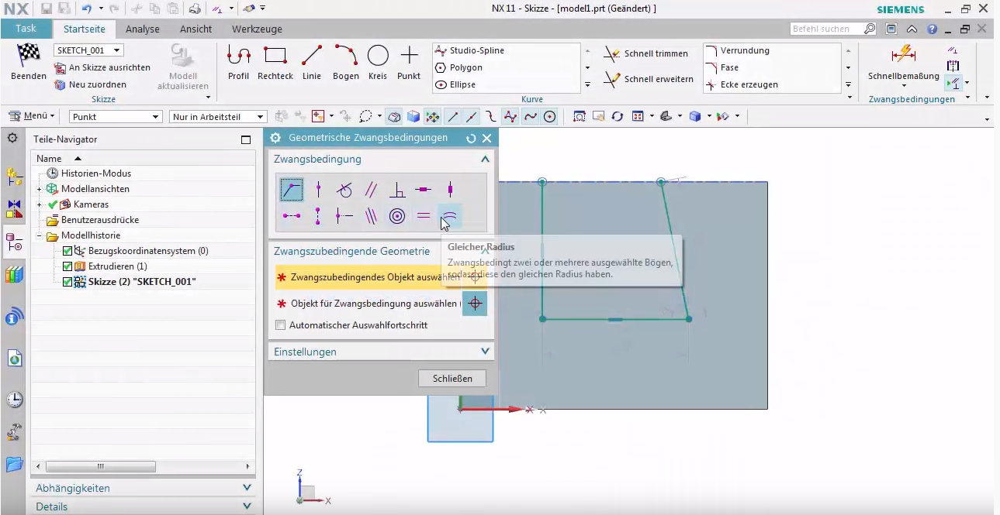 NX
NX 11 - Skizze - [model1.prt (Geändert) ]
SIEMENS
Task
Startseite
Analyse
Ansicht
Werkzeuge
Befehl suchen
Beenden
SKETCH_001
An Skizze ausrichten
Neu zuordnen
Skizze
Modell
aktualisieren
Profil
Rechteck
Linie
Bogen
Kreis
Punkt
Studio-Spline
Polygon
Ellipse
Kurve
Schnell trimmen
Schnell erweitern
Verrundung
Fase
Ecke erzeugen
Schnellbemaßung
Zwangsbedingungen
Menü
Punkt
Nur in Arbeitsteil
Teile-Navigator
Name
Historien-Modus
Modellansichten
Kameras
Benutzerausdrücke
Modellhistorie
Bezugskoordinatensystem (0)
Extrudieren (1)
Skizze (2) "SKETCH_001"
Abhängigkeiten
Details
Geometrische Zwangsbedingungen
Zwangsbedingung
Zwangszubedingende Geometrie
Zwangszubedingendes Objekt auswählen
Objekt für Zwangsbedingung auswählen (
Automatischer Auswahlfortschritt
Einstellungen
Schließen
Gleicher Radius
Zwangsbedingt zwei oder mehrere ausgewählte Bögen,
sodass diese den gleichen Radius haben.
X
Z
X